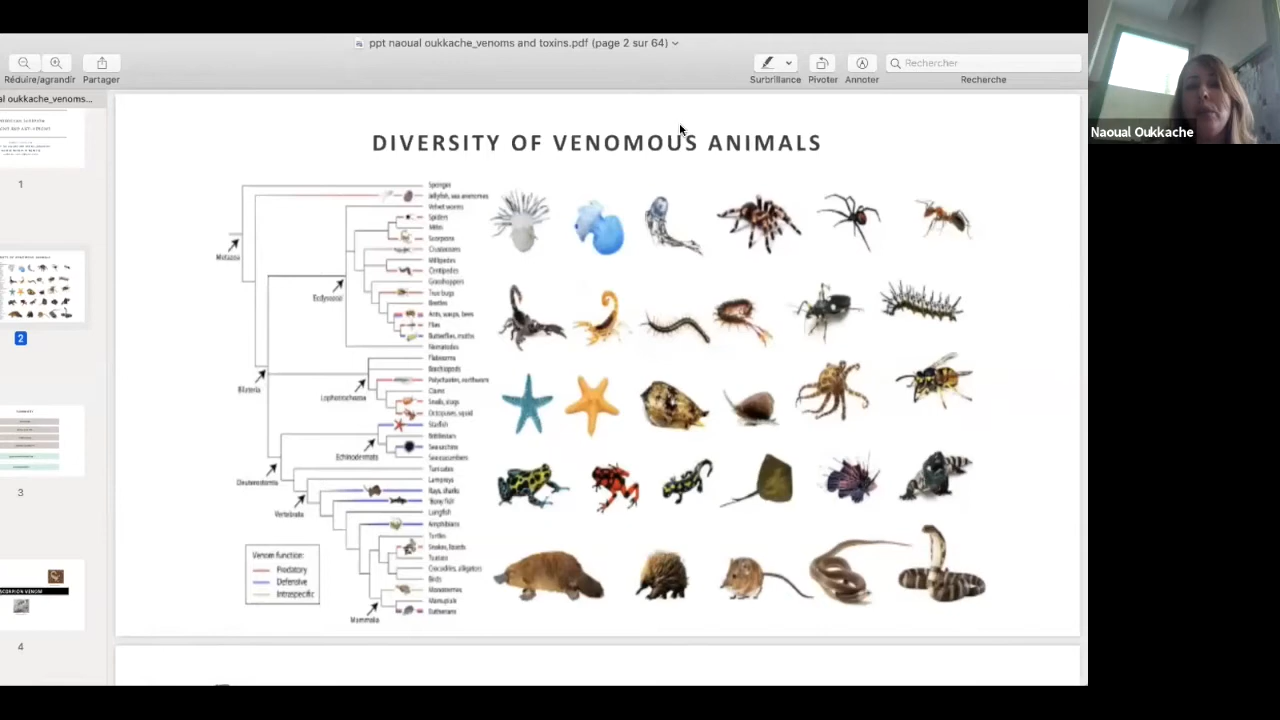 ppt naoual oukkache_venoms and toxins.pdf (page 2 sur 64)
Réduire/agrandir
Partager
Surbrillance
Pivoter
Annoter
Rechercher
Recherche
al oukkache_venoms...
Naoual Oukkache
DIVERSITY OF VENOMOUS ANIMALS
Sponges
Jellyfish, sea anemones
Velvet worms
Spiders
Mites
Scorpions
Crustaceans
Millipedes
Centipedes
Grasshoppers
True bugs
Beetles
Ants, wasps, bees
Flies
Butterflies, moths
Nematodes
Flatworms
Brachiopods
Polychaetes, earthworms
Clams
Snails, slugs
Octopuses, squid
Starfish
Sea urchins
Sea cucumbers
Tunicates
Lampreys
Rays, sharks
Bony fish
Lungfish
Amphibians
Turtles
Snakes, lizards
Tuatara
Crocodiles, alligators
Birds
Monotremes
Marsupials
Eutherians
Metazoa
Ecdysozoa
Bilateria
Lophotrochozoa
Echinodermata
Deuterostomia
Vertebrata
Mammalia
Venom function:
Predatory
Defensive
Intraspecific
1
2
3
4